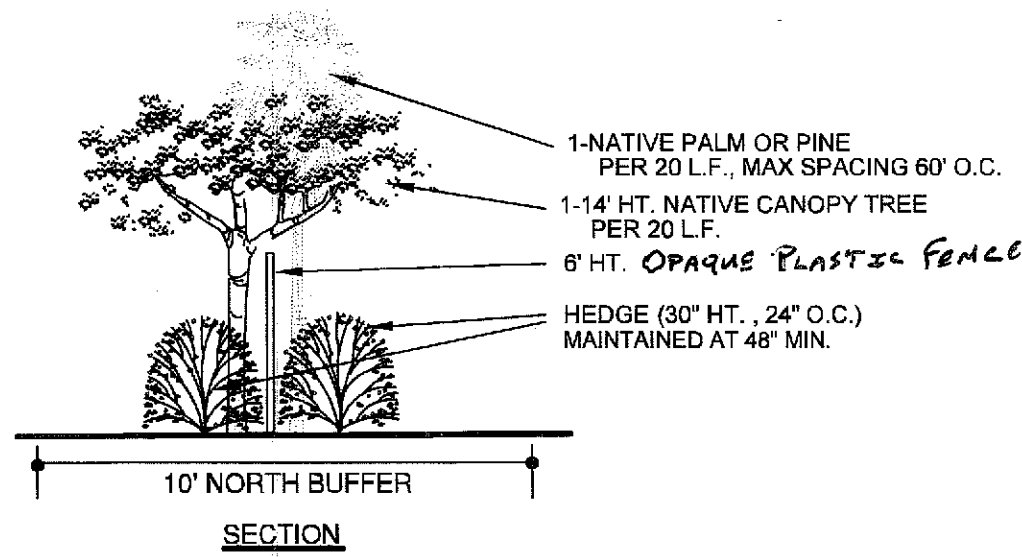 1-NATIVE PALM OR PINE
PER 20 L.F., MAX SPACING 60' O.C.
1-14' HT. NATIVE CANOPY TREE
PER 20 L.F.
6' HT. OPAQUE PLASTIC FENCE
HEDGE (30" HT. , 24" O.C.)
MAINTAINED AT 48" MIN.
10' NORTH BUFFER
SECTION